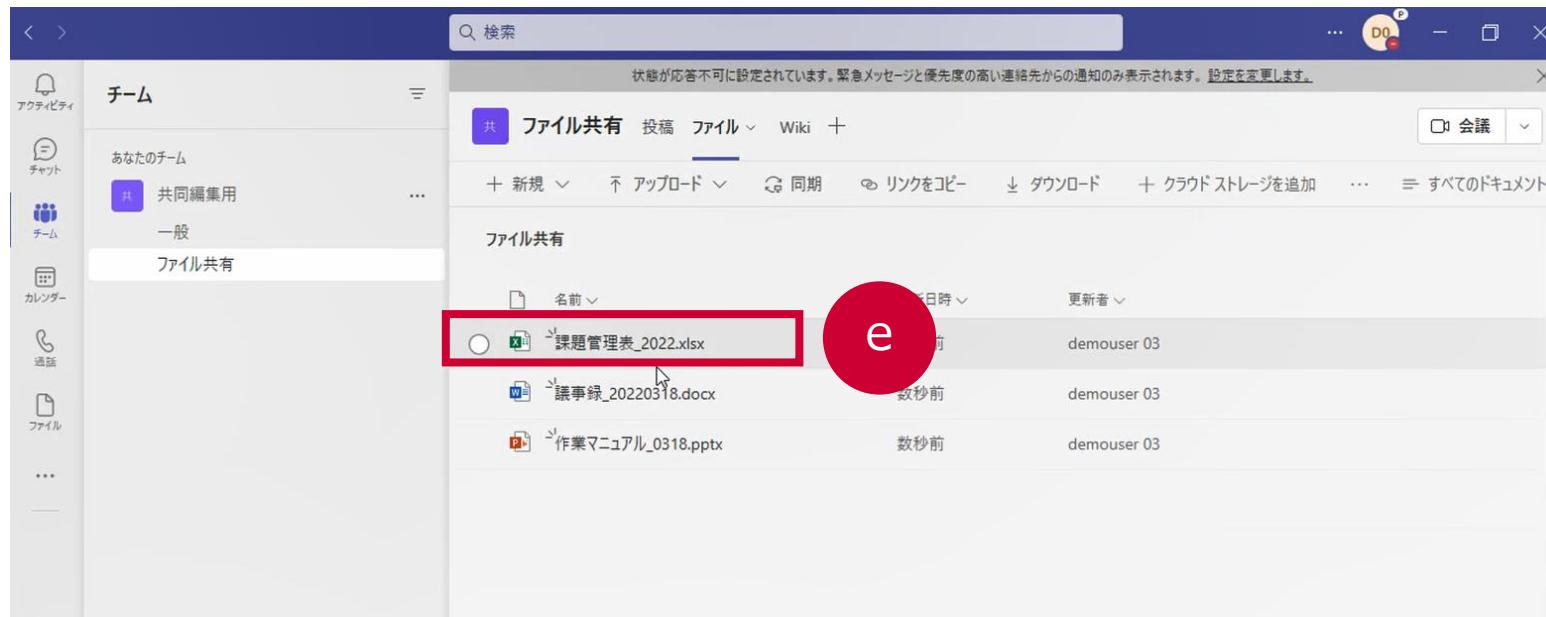 検索
P
DO
状態が応答不可に設定されています。緊急メッセージと優先度の高い連絡先からの通知のみ表示されます。設定を変更します。
アクティビティ
チャット
チーム
カレンダー
通話
ファイル
チーム
あなたのチーム
共 共同編集用
一般
ファイル共有
共 ファイル共有 投稿 ファイル Wiki
会議
新規 アップロード 同期 リンクをコピー ダウンロード クラウド ストレージを追加 すべてのドキュメント
ファイル共有
名前 日時 更新者
課題管理表_2022.xlsx e 前 demouser 03
議事録_20220318.docx 数秒前 demouser 03
作業マニュアル_0318.pptx 数秒前 demouser 03